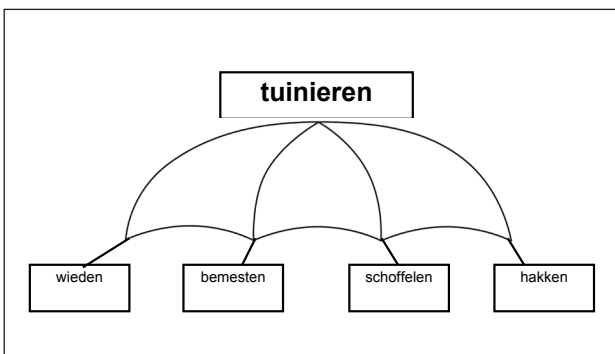 tuinieren
wieden
bemesten
schoffelen
hakken